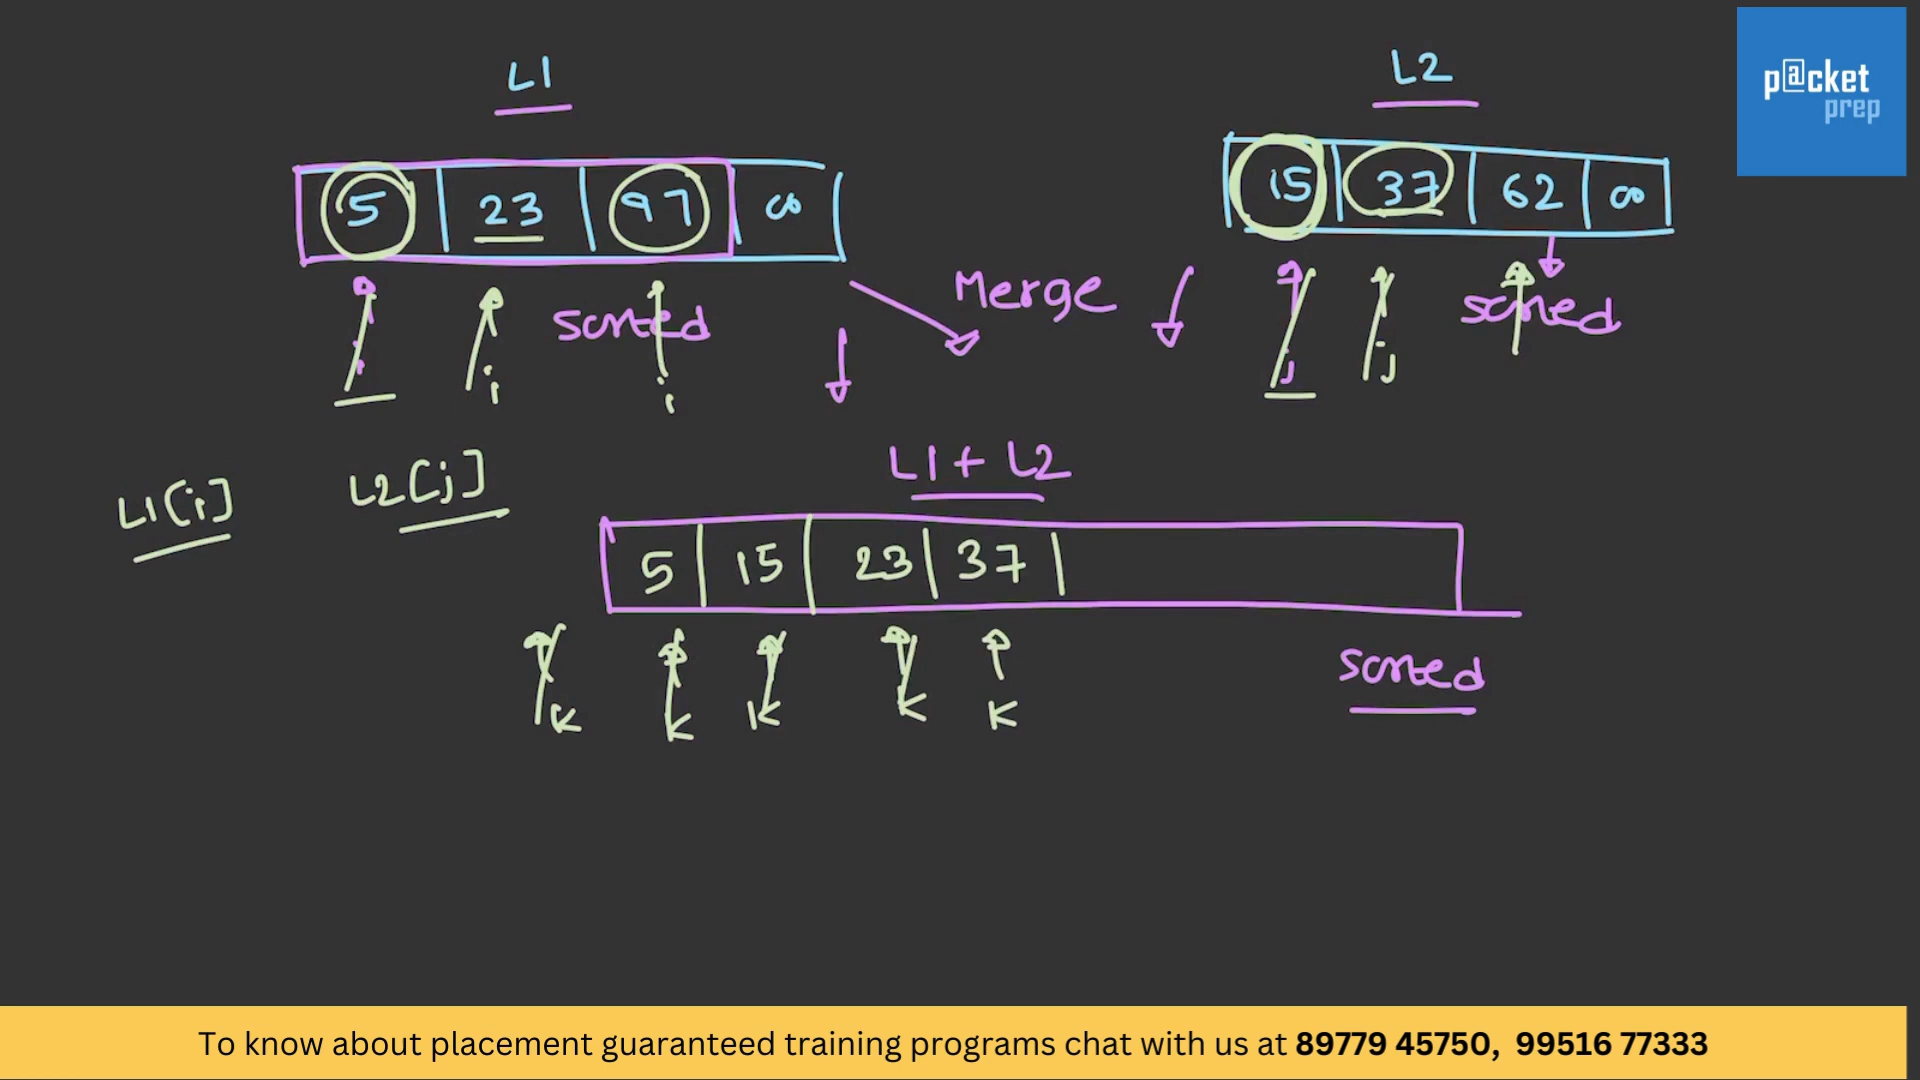 L1
L2
p@cket
prep
5 23 97 ∞
15 37 62 ∞
Merge
sorted
sorted
i i i
j j
L1[i] L2[j]
L1 + L2
5 15 23 37
sorted
K K K K K
To know about placement guaranteed training programs chat with us at 89779 45750, 99516 77333